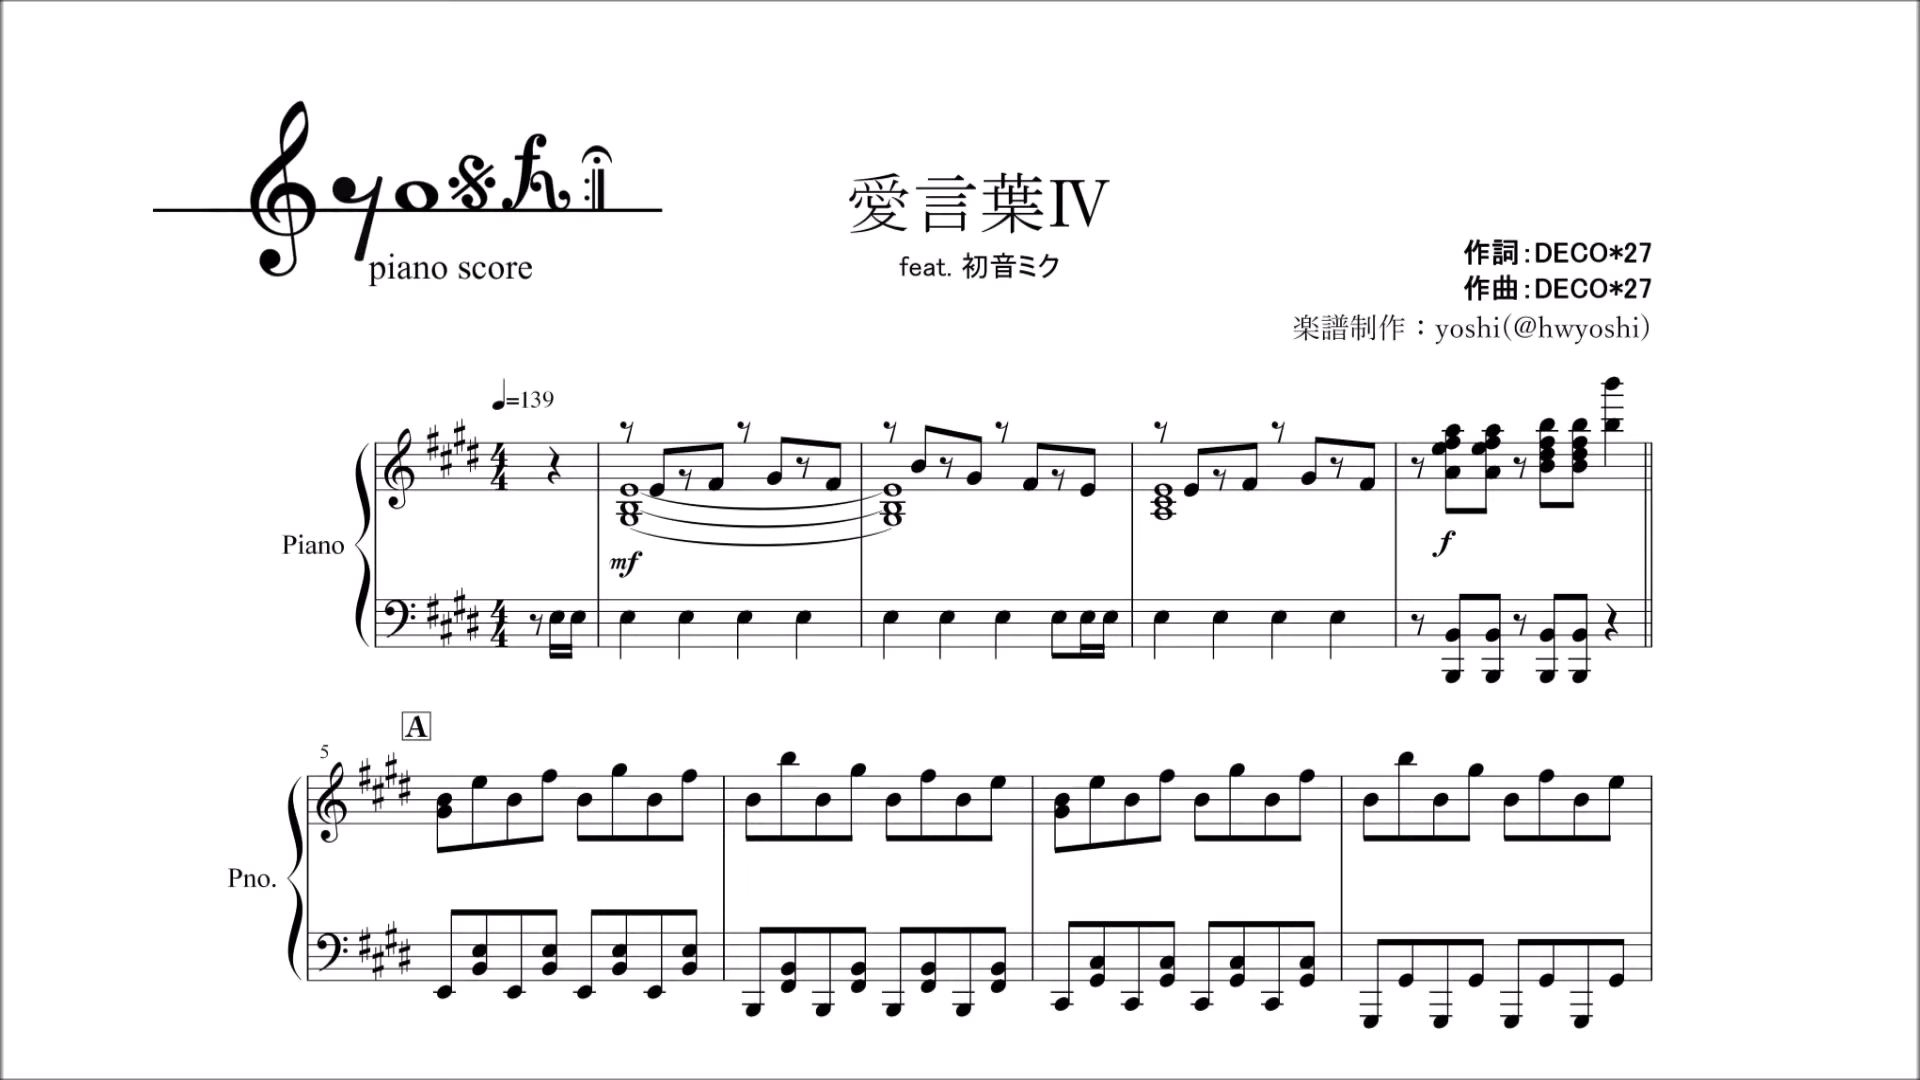 yoshi
piano score
愛言葉Ⅳ
feat. 初音ミク
作詞：DECO*27
作曲：DECO*27
楽譜制作：yoshi(@hwyoshi)
♩=139
Piano
mf
f
A
5
Pno.